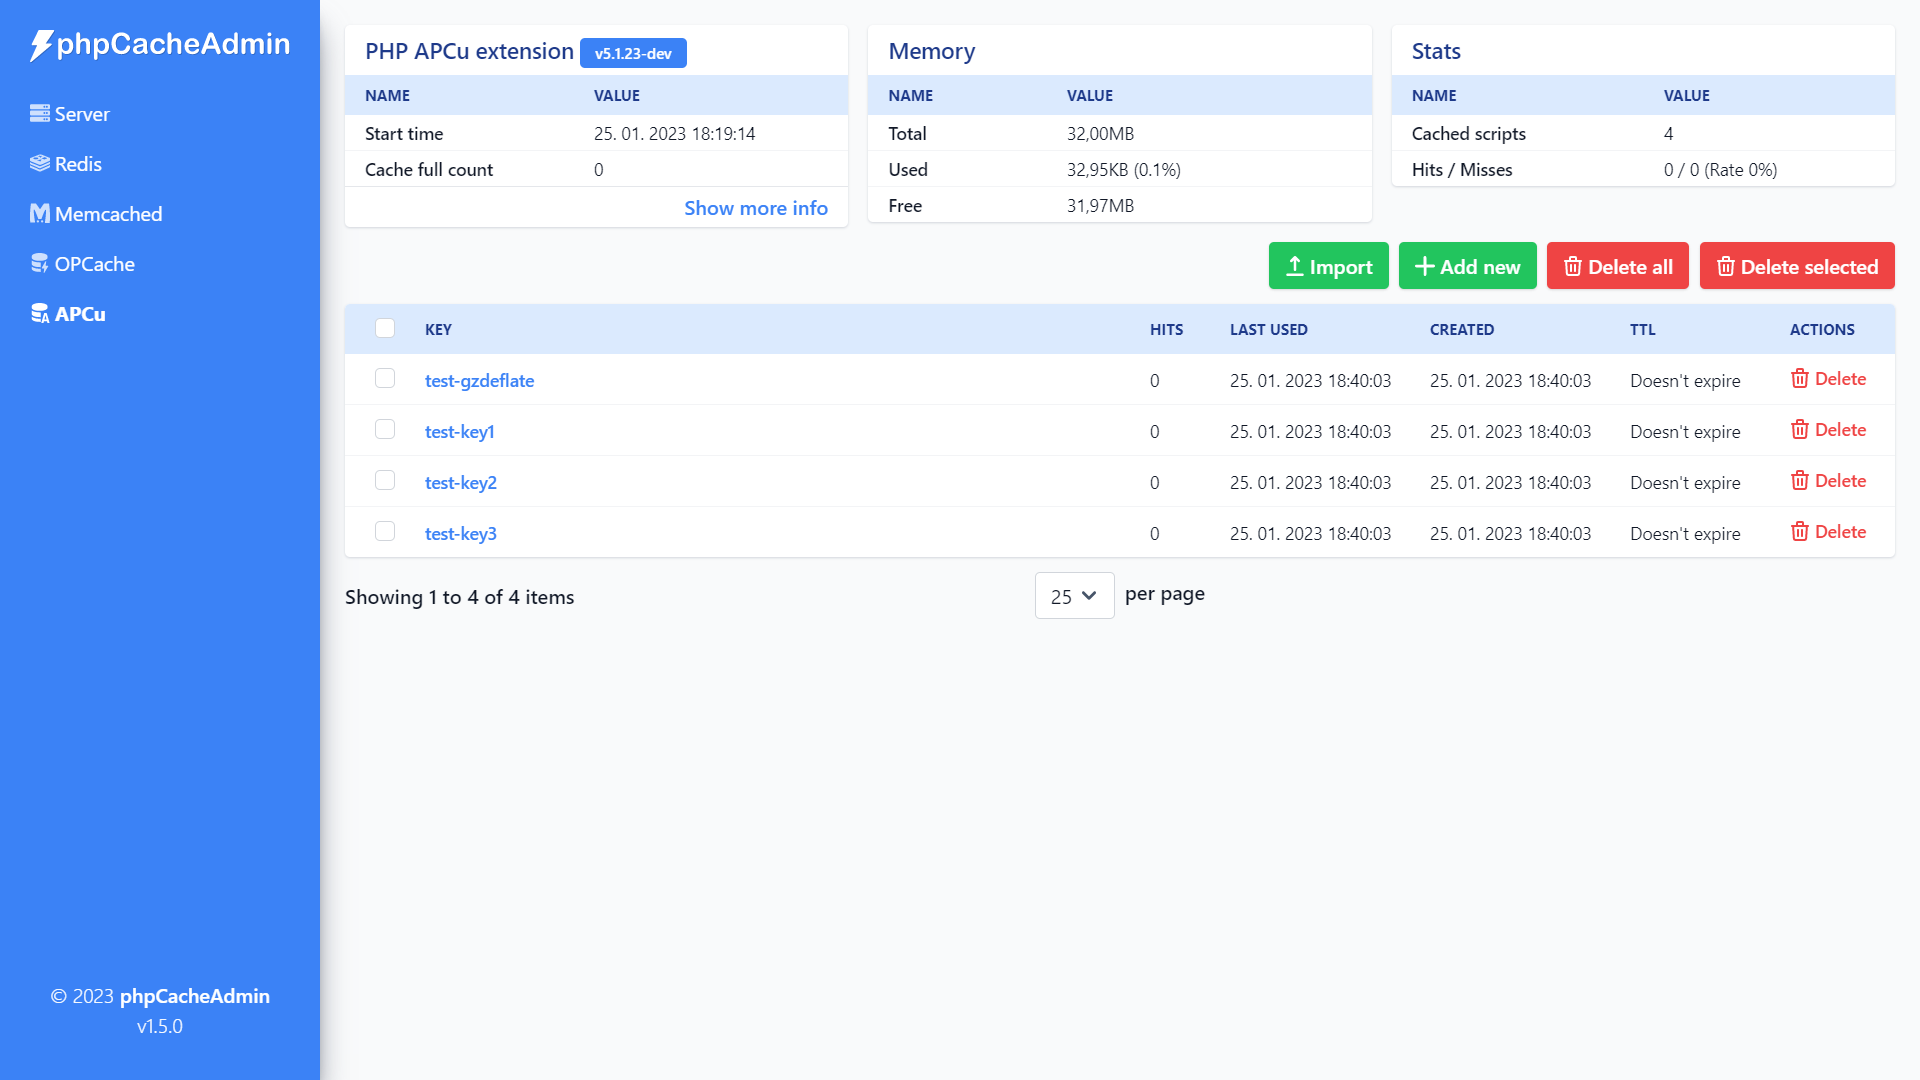 phpCacheAdmin
Server
Redis
Memcached
OPCache
APCu
© 2023 phpCacheAdmin
v1.5.0
PHP APCu extension v5.1.23-dev
NAME VALUE
Start time 25. 01. 2023 18:19:14
Cache full count 0
Show more info
Memory
NAME VALUE
Total 32,00MB
Used 32,95KB (0.1%)
Free 31,97MB
Stats
NAME VALUE
Cached scripts 4
Hits / Misses 0 / 0 (Rate 0%)
Import Add new Delete all Delete selected
KEY HITS LAST USED CREATED TTL ACTIONS
test-gzdeflate 0 25. 01. 2023 18:40:03 25. 01. 2023 18:40:03 Doesn't expire Delete
test-key1 0 25. 01. 2023 18:40:03 25. 01. 2023 18:40:03 Doesn't expire Delete
test-key2 0 25. 01. 2023 18:40:03 25. 01. 2023 18:40:03 Doesn't expire Delete
test-key3 0 25. 01. 2023 18:40:03 25. 01. 2023 18:40:03 Doesn't expire Delete
Showing 1 to 4 of 4 items 25 per page